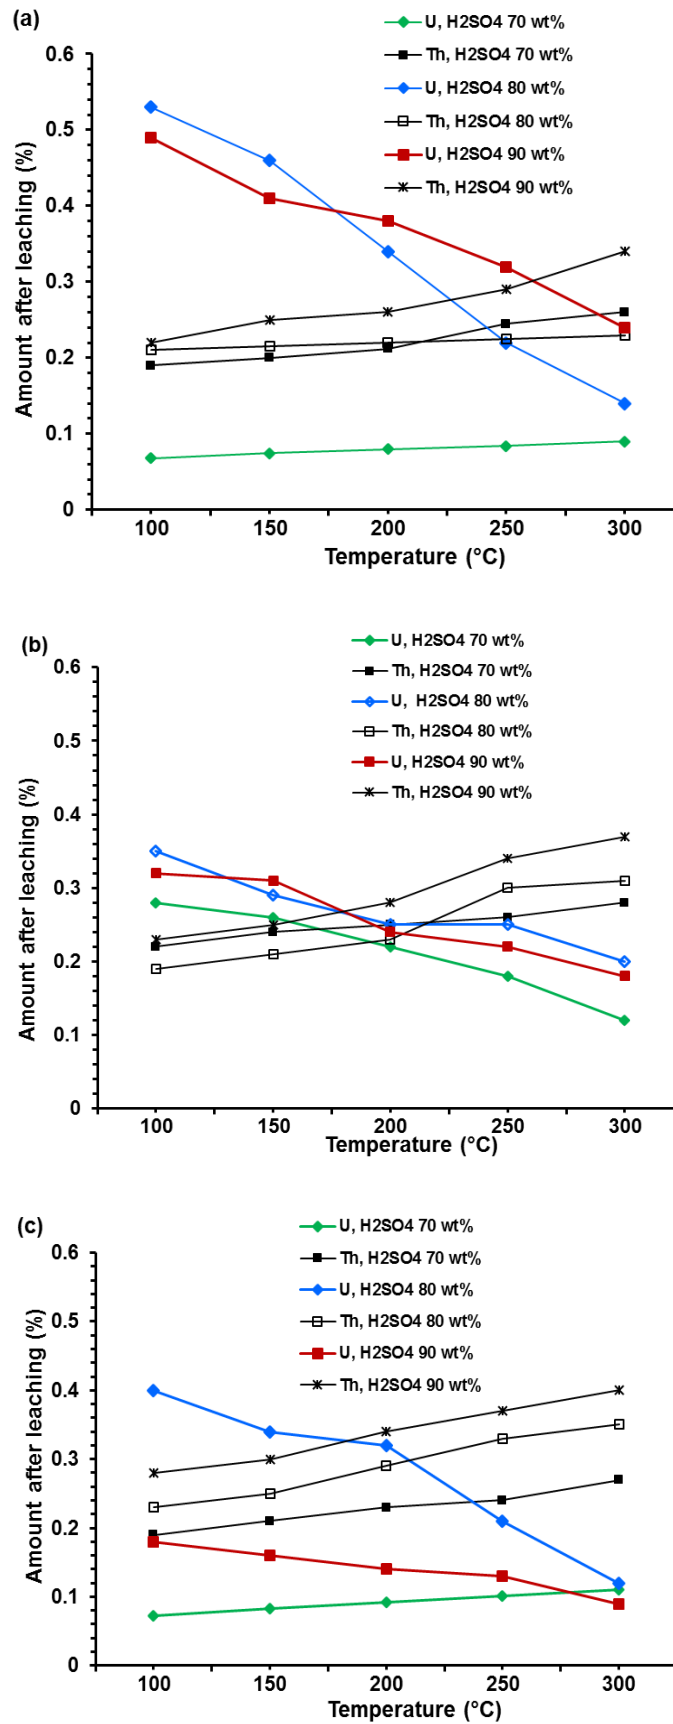 (a)
U, H2SO4 70 wt%
Th, H2SO4 70 wt%
U, H2SO4 80 wt%
Th, H2SO4 80 wt%
U, H2SO4 90 wt%
Th, H2SO4 90 wt%
0.6
0.5
0.4
0.3
0.2
0.1
0
Amount after leaching (%)
100 150 200 250 300
Temperature (°C)
(b)
U, H2SO4 70 wt%
Th, H2SO4 70 wt%
U, H2SO4 80 wt%
Th, H2SO4 80 wt%
U, H2SO4 90 wt%
Th, H2SO4 90 wt%
0.6
0.5
0.4
0.3
0.2
0.1
0
Amount after leaching (%)
100 150 200 250 300
Temperature (°C)
(c)
U, H2SO4 70 wt%
Th, H2SO4 70 wt%
U, H2SO4 80 wt%
Th, H2SO4 80 wt%
U, H2SO4 90 wt%
Th, H2SO4 90 wt%
0.6
0.5
0.4
0.3
0.2
0.1
0
Amount after leaching (%)
100 150 200 250 300
Temperature (°C)